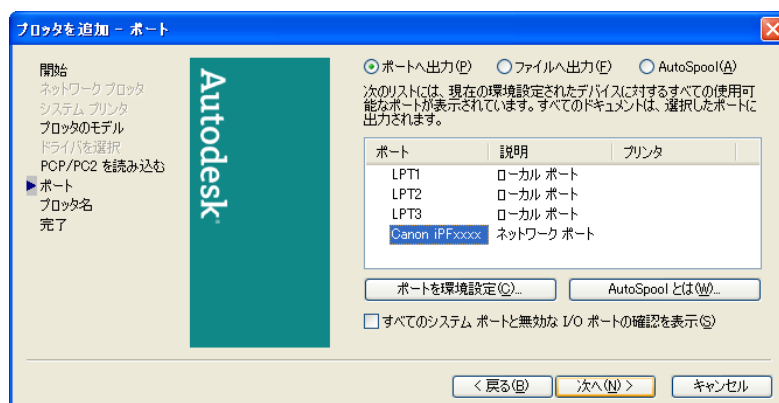 プロッタを追加 - ポート
開始
ネットワーク プロッタ
システム プリンタ
プロッタのモデル
ドライバを選択
PCP/PC2 を読み込む
ポート
プロッタ名
完了
Autodesk
ポートへ出力(P) ファイルへ出力(F) AutoSpool(A)
次のリストには、現在の環境設定されたデバイスに対するすべての使用可
能なポートが表示されています。すべてのドキュメントは、選択したポートに
出力されます。
ポート 説明 プリンタ
LPT1 ローカル ポート
LPT2 ローカル ポート
LPT3 ローカル ポート
Canon iPFxxxx ネットワーク ポート
ポートを環境設定(C)... AutoSpool とは(W)...
すべてのシステム ポートと無効な I/O ポートの確認を表示(S)
< 戻る(B) 次へ(N) > キャンセル